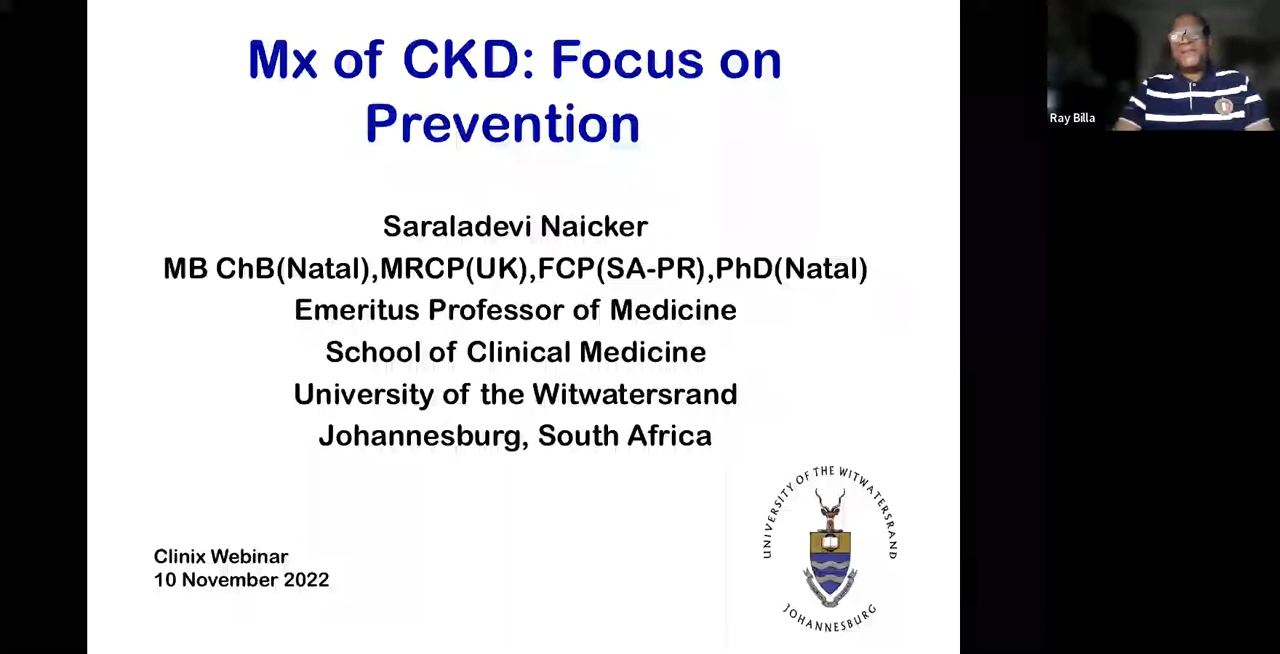 Mx of CKD: Focus on
Prevention
Saraladevi Naicker
MB ChB(Natal),MRCP(UK),FCP(SA-PR),PhD(Natal)
Emeritus Professor of Medicine
School of Clinical Medicine
University of the Witwatersrand
Johannesburg, South Africa
Clinix Webinar
10 November 2022
UNIVERSITY OF THE WITWATERSRAND
JOHANNESBURG
Ray Billa